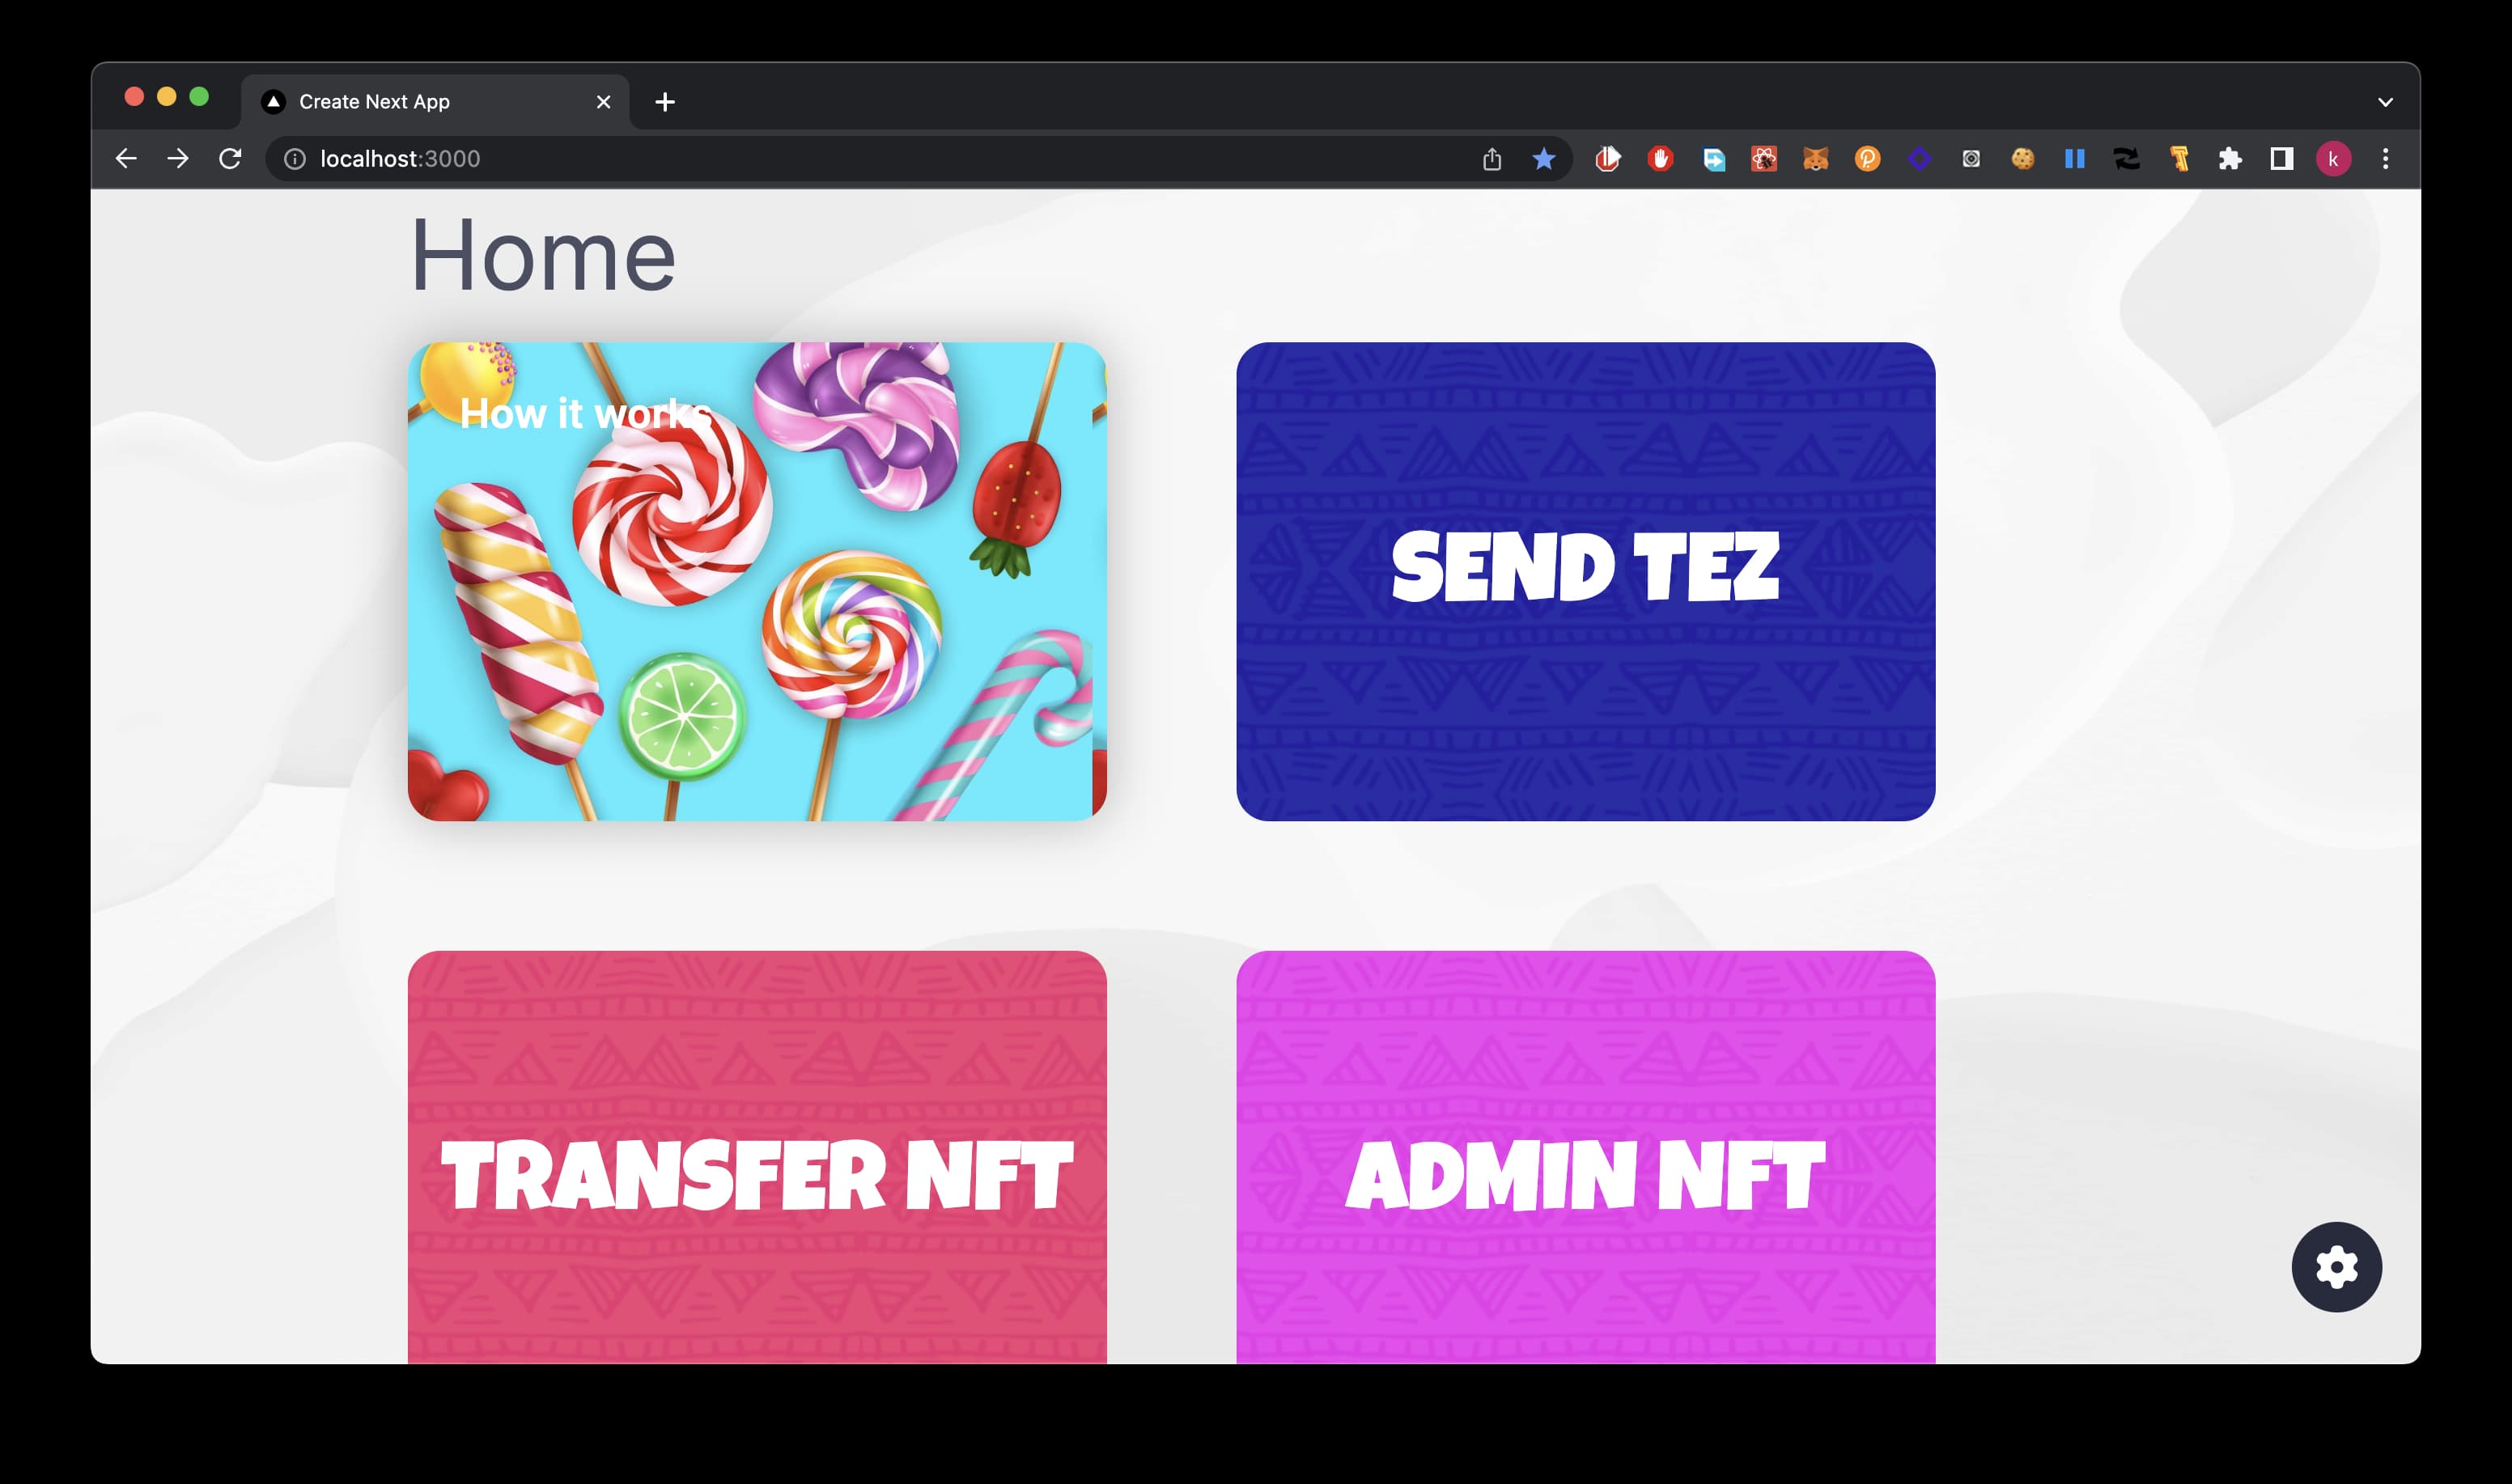 Create Next App
localhost:3000
k
Home
How it works
SEND TEZ
TRANSFER NFT
ADMIN NFT